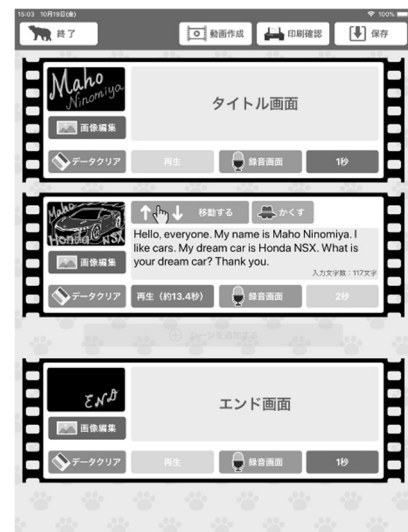 15:03 10月19日(金)
100%
終了
動画作成
印刷確認
保存
Maho
Ninomiya
画像編集
タイトル画面
データクリア
再生
録音画面
1秒
Maho
Honda NSX
画像編集
移動する
かくす
Hello, everyone. My name is Maho Ninomiya. I
like cars. My dream car is Honda NSX. What is
your dream car? Thank you.
入力文字数:117文字
データクリア
再生(約13.4秒)
録音画面
2秒
シーンを追加する
END
画像編集
エンド画面
データクリア
再生
録音画面
1秒